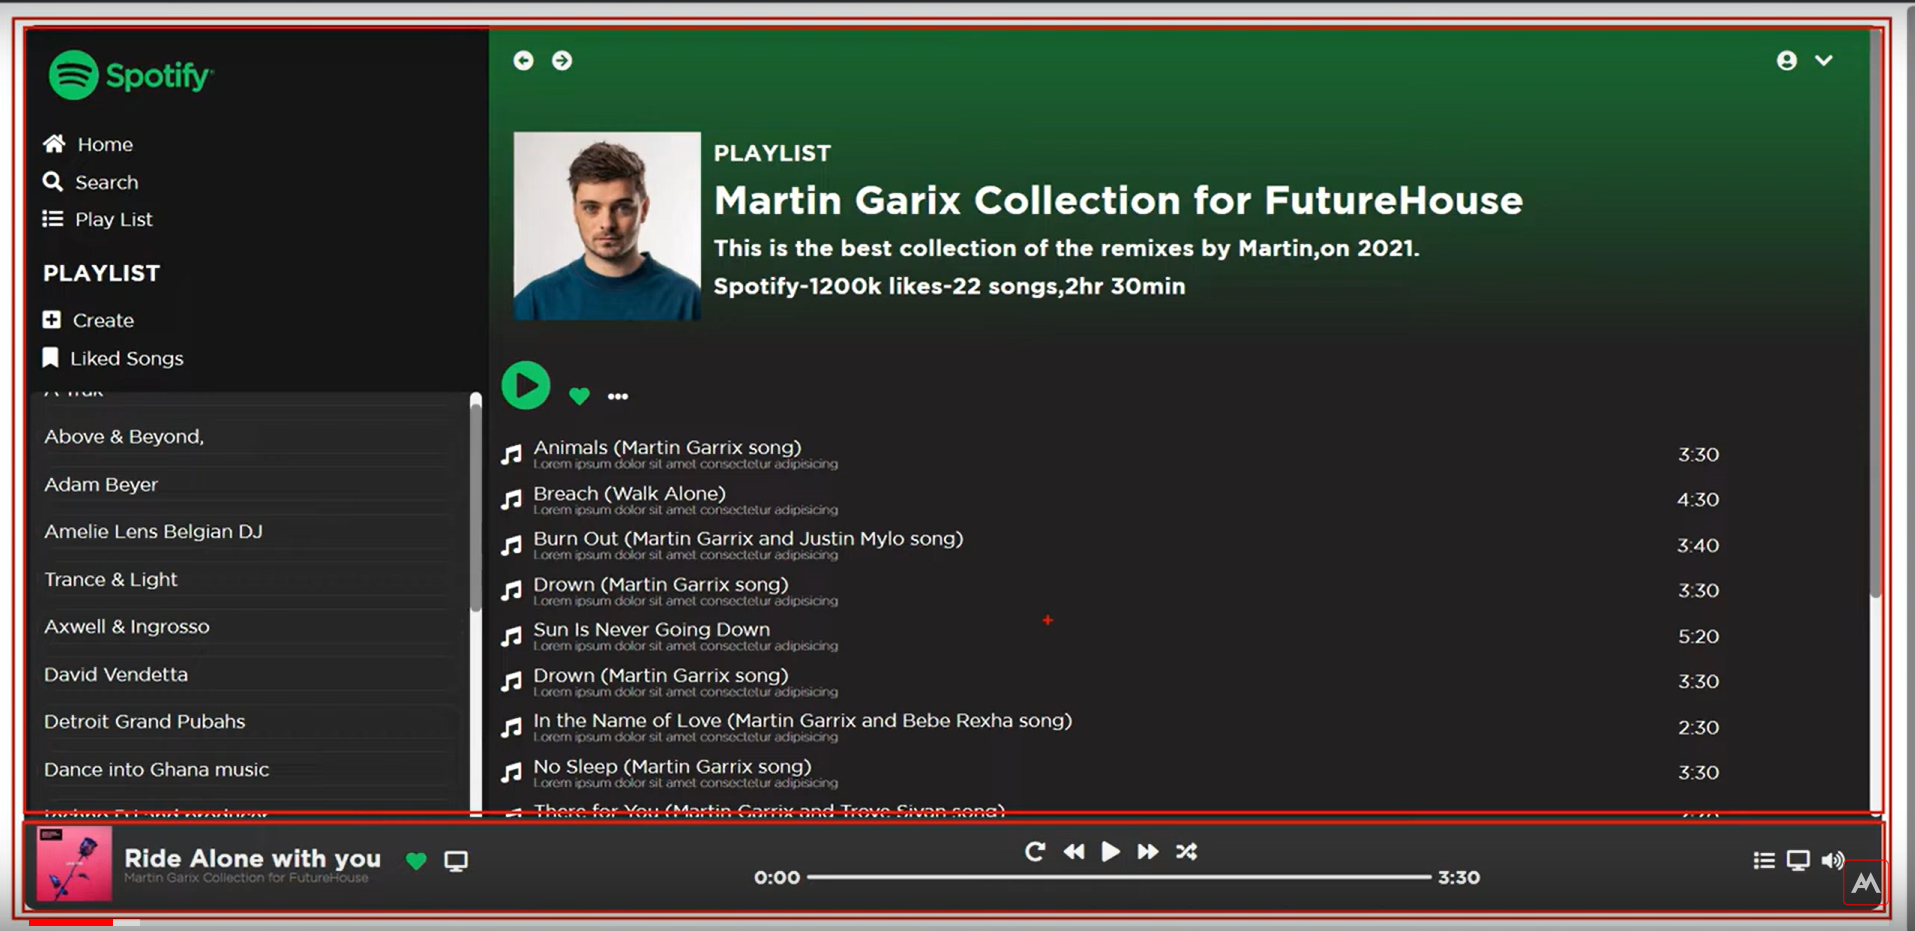 Spotify
Home
Search
Play List
PLAYLIST
Create
Liked Songs
Above & Beyond,
Adam Beyer
Amelie Lens Belgian DJ
Trance & Light
Axwell & Ingrosso
David Vendetta
Detroit Grand Pubahs
Dance into Ghana music
PLAYLIST
Martin Garix Collection for FutureHouse
This is the best collection of the remixes by Martin,on 2021.
Spotify-1200k likes-22 songs,2hr 30min
Animals (Martin Garrix song) 3:30
Lorem ipsum dolor sit amet consectetur adipisicing
Breach (Walk Alone) 4:30
Lorem ipsum dolor sit amet consectetur adipisicing
Burn Out (Martin Garrix and Justin Mylo song) 3:40
Lorem ipsum dolor sit amet consectetur adipisicing
Drown (Martin Garrix song) 3:30
Lorem ipsum dolor sit amet consectetur adipisicing
Sun Is Never Going Down 5:20
Lorem ipsum dolor sit amet consectetur adipisicing
Drown (Martin Garrix song) 3:30
Lorem ipsum dolor sit amet consectetur adipisicing
In the Name of Love (Martin Garrix and Bebe Rexha song) 2:30
Lorem ipsum dolor sit amet consectetur adipisicing
No Sleep (Martin Garrix song) 3:30
Lorem ipsum dolor sit amet consectetur adipisicing
There for You (Martin Garrix and Troye Sivan song)
Ride Alone with you
Martin Garix Collection for FutureHouse
0:00 3:30